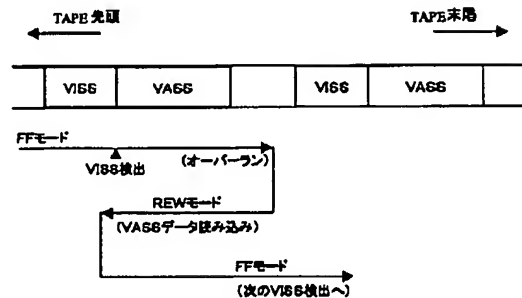 TAPE先頭
TAPE末尾
VISS VASS VISS VASS
FFモード
VISS検出
(オーバーラン)
REWモード
(VASSデータ読み込み)
FFモード
(次のVISS検出へ)